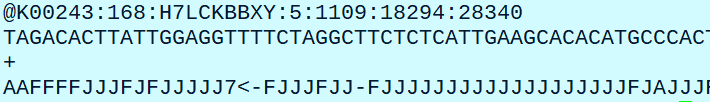 @K00243:168:H7LCKBBXY:5:1109:18294:28340
TAGACACTTATTGGAGGTTTTCTAGGCTTCTCTCATTGAAGCACACATGCCCACT
+
AAFFFFJJJFJFJJJJJ7<-FJJJFJJ-FJJJJJJJJJJJJJJJJJJJFJAJJJF